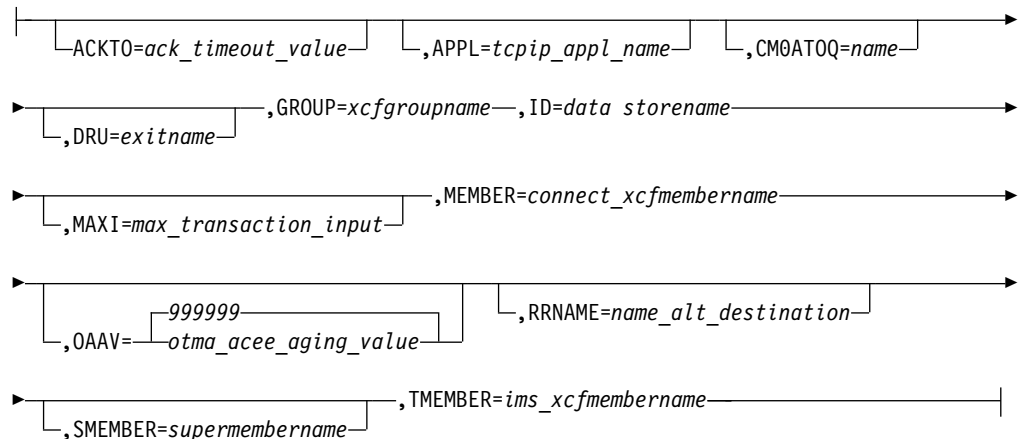 ACKTO=ack_timeout_value ,APPL=tcpip_appl_name ,CM0ATOQ=name
,GROUP=xcfgroupname ,ID=data storename
,DRU=exitname
,MEMBER=connect_xcfmembername
,MAXI=max_transaction_input
999999
,OAAV= otma_acee_aging_value ,RRNAME=name_alt_destination
,TMEMBER=ims_xcfmembername
,SMEMBER=supermembername